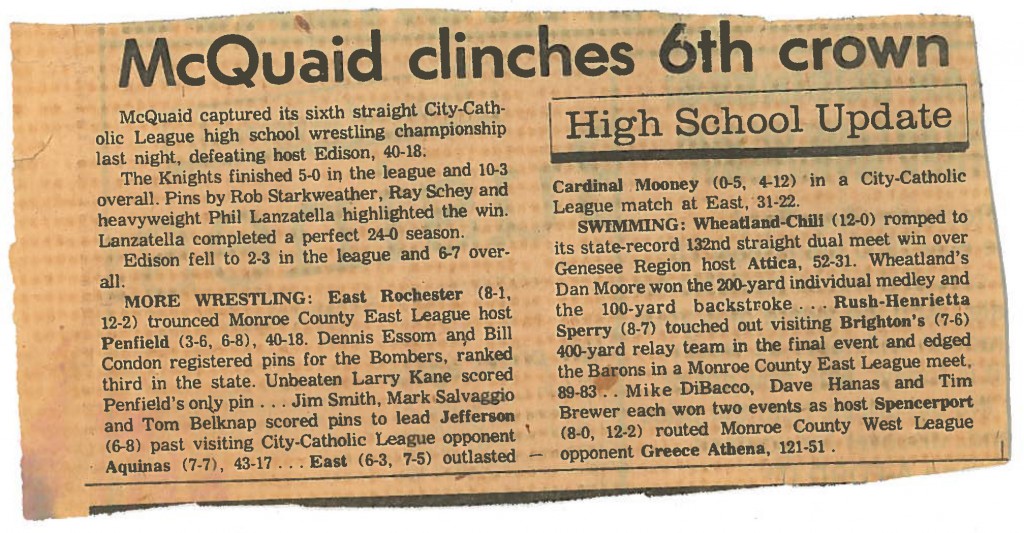 McQuaid clinches 6th crown
McQuaid captured its sixth straight City-Cath-
olic League high school wrestling championship
last night, defeating host Edison, 40-18.
The Knights finished 5-0 in the league and 10-3
overall. Pins by Rob Starkweather, Ray Schey and
heavyweight Phil Lanzatella highlighted the win.
Lanzatella completed a perfect 24-0 season.
Edison fell to 2-3 in the league and 6-7 over-
all.
MORE WRESTLING: East Rochester (8-1,
12-2) trounced Monroe County East League host
Penfield (3-6, 6-8), 40-18. Dennis Essom and Bill
Condon registered pins for the Bombers, ranked
third in the state. Unbeaten Larry Kane scored
Penfield's only pin . . . Jim Smith, Mark Salvaggio
and Tom Belknap scored pins to lead Jefferson
(6-8) past visiting City-Catholic League opponent
Aquinas (7-7), 43-17 . . . East (6-3, 7-5) outlasted
High School Update
Cardinal Mooney (0-5, 4-12) in a City-Catholic
League match at East, 31-22.
SWIMMING: Wheatland-Chili (12-0) romped to
its state-record 132nd straight dual meet win over
Genesee Region host Attica, 52-31. Wheatland's
Dan Moore won the 200-yard individual medley and
the 100-yard backstroke . . . Rush-Henrietta
Sperry (8-7) touched out visiting Brighton's (7-6)
400-yard relay team in the final event and edged
the Barons in a Monroe County East League meet,
89-83 . . Mike DiBacco, Dave Hanas and Tim
Brewer each won two events as host Spencerport
(8-0, 12-2) routed Monroe County West League
opponent Greece Athena, 121-51 .